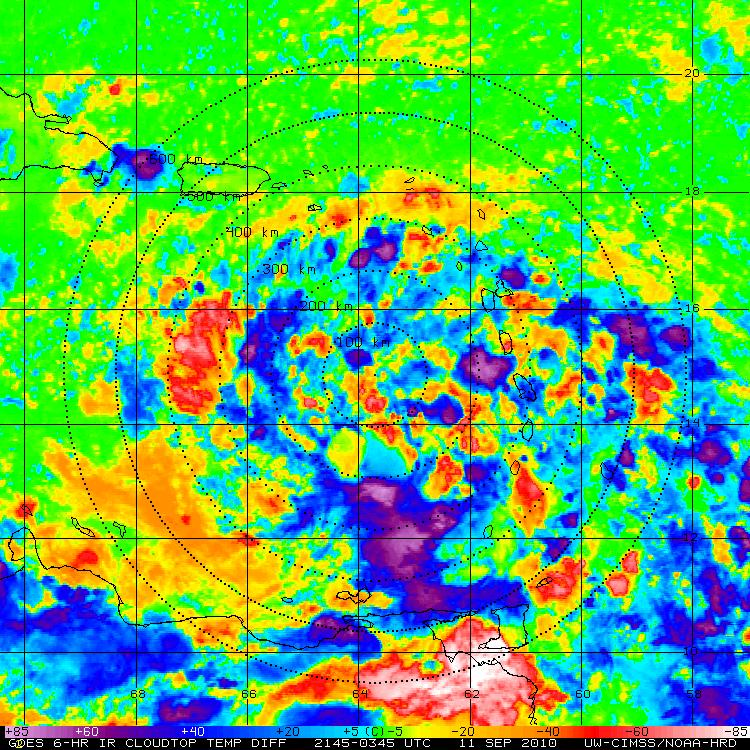 20
600 km
18
500 km
400 km
300 km
200 km
16
100 km
14
12
10
68 66 64 62 60 58
+85 +60 +40 +20 +5 (C) -5 -20 -40 -60 -85
GOES 6-HR IR CLOUDTOP TEMP DIFF 2145-0345 UTC 11 SEP 2010 UW-CIMSS/NOAA-HRD